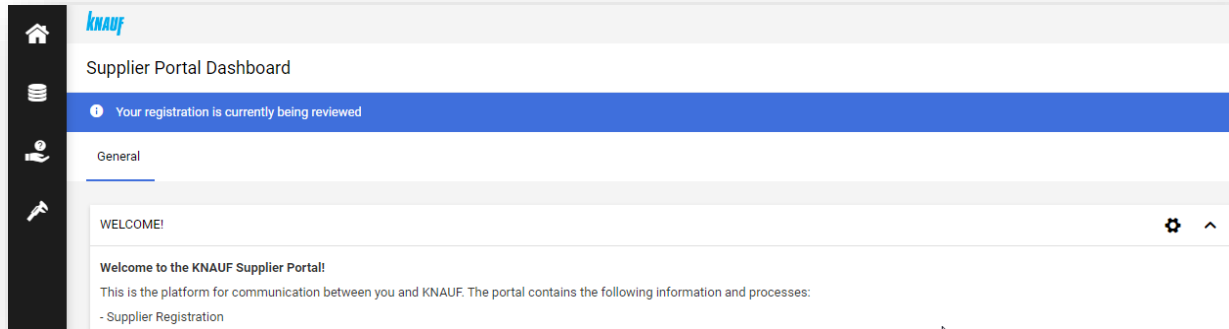 KNAUF
Supplier Portal Dashboard
Your registration is currently being reviewed
General
WELCOME!
Welcome to the KNAUF Supplier Portal!
This is the platform for communication between you and KNAUF. The portal contains the following information and processes:
- Supplier Registration